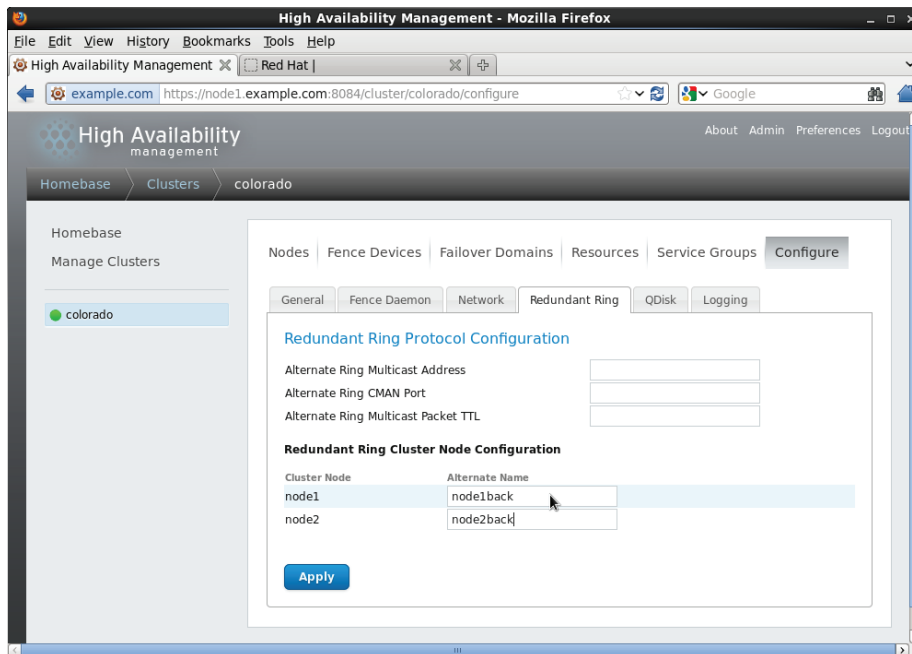 High Availability Management - Mozilla Firefox
File Edit View History Bookmarks Tools Help
High Availability Management Red Hat |
example.com https://node1.example.com:8084/cluster/colorado/configure Google
High Availability
management
About Admin Preferences Logout
Homebase Clusters colorado
Homebase
Manage Clusters
colorado
Nodes Fence Devices Failover Domains Resources Service Groups Configure
General Fence Daemon Network Redundant Ring QDisk Logging
Redundant Ring Protocol Configuration
Alternate Ring Multicast Address
Alternate Ring CMAN Port
Alternate Ring Multicast Packet TTL
Redundant Ring Cluster Node Configuration
Cluster Node Alternate Name
node1 node1back
node2 node2back
Apply